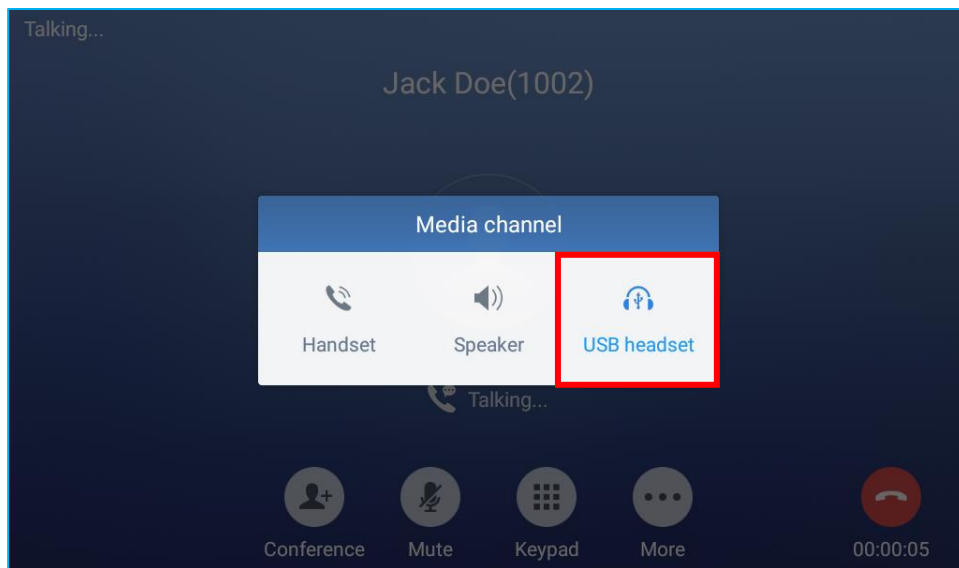 Talking...
Jack Doe(1002)
Media channel
Handset
Speaker
USB headset
Talking...
Conference
Mute
Keypad
More
00:00:05